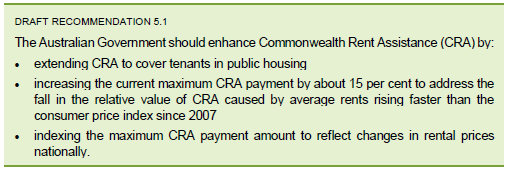 DRAFT RECOMMENDATION 5.1
The Australian Government should enhance Commonwealth Rent Assistance (CRA) by:
• extending CRA to cover tenants in public housing
• increasing the current maximum CRA payment by about 15 per cent to address the
fall in the relative value of CRA caused by average rents rising faster than the
consumer price index since 2007
• indexing the maximum CRA payment amount to reflect changes in rental prices
nationally.